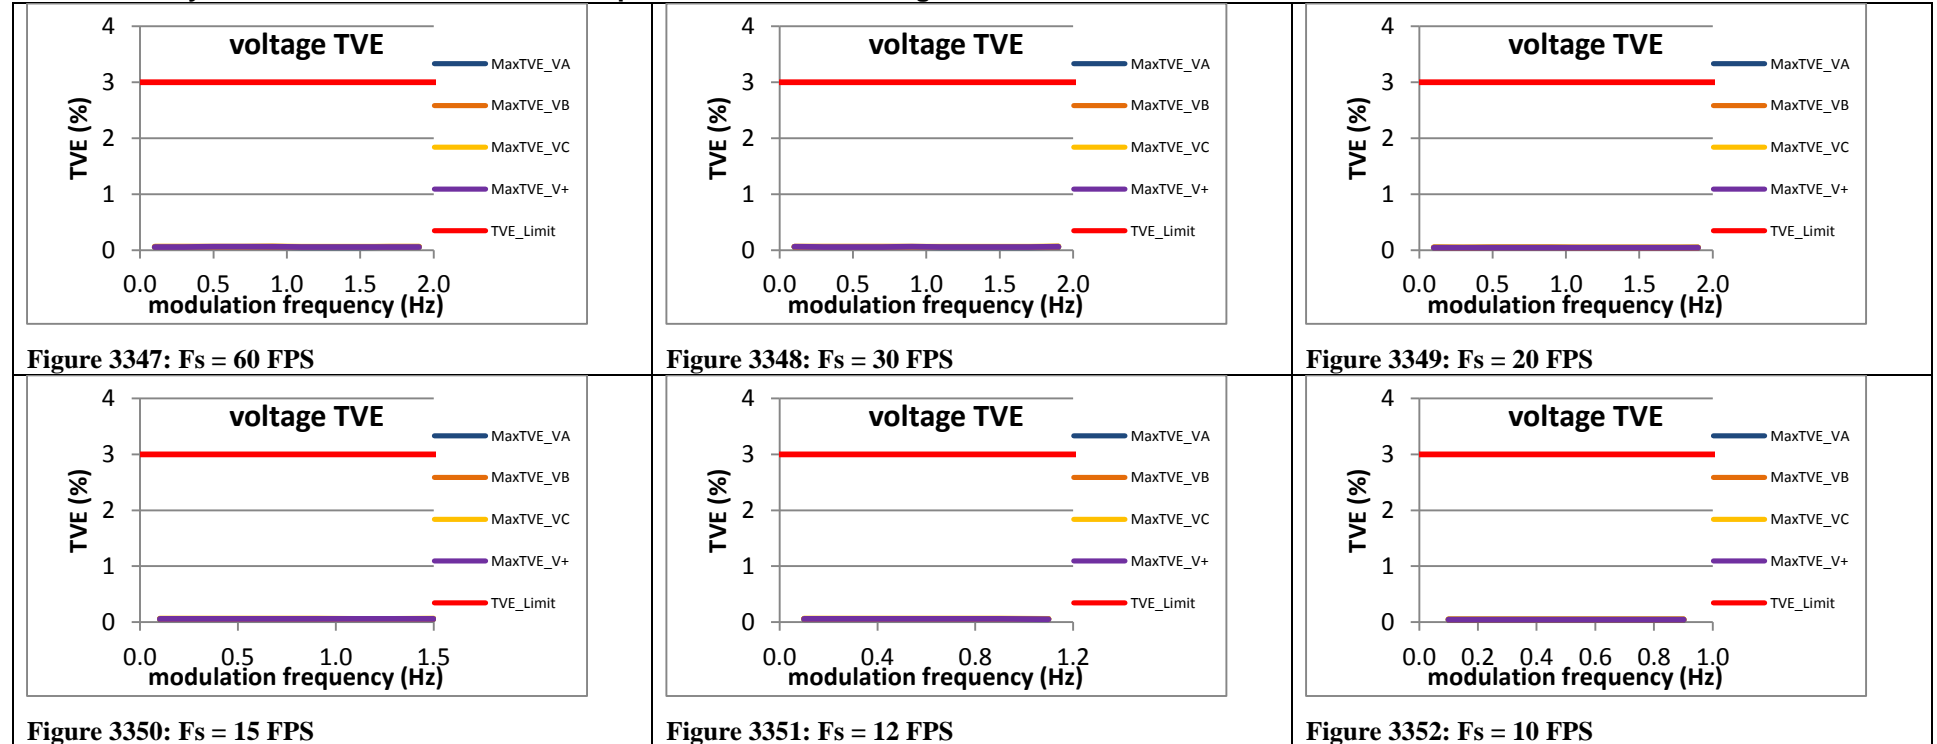 4
voltage TVE
MaxTVE_VA
3
MaxTVE_VB
TVE (%)
2
MaxTVE_VC
1
MaxTVE_V+
0
TVE_Limit
0.0 0.5 1.0 1.5 2.0
modulation frequency (Hz)
Figure 3347: Fs = 60 FPS
4
voltage TVE
MaxTVE_VA
3
MaxTVE_VB
TVE (%)
2
MaxTVE_VC
1
MaxTVE_V+
0
TVE_Limit
0.0 0.5 1.0 1.5 2.0
modulation frequency (Hz)
Figure 3348: Fs = 30 FPS
4
voltage TVE
MaxTVE_VA
3
MaxTVE_VB
TVE (%)
2
MaxTVE_VC
1
MaxTVE_V+
0
TVE_Limit
0.0 0.5 1.0 1.5 2.0
modulation frequency (Hz)
Figure 3349: Fs = 20 FPS
4
voltage TVE
MaxTVE_VA
3
MaxTVE_VB
TVE (%)
2
MaxTVE_VC
1
MaxTVE_V+
0
TVE_Limit
0.0 0.5 1.0 1.5
modulation frequency (Hz)
Figure 3350: Fs = 15 FPS
4
voltage TVE
MaxTVE_VA
3
MaxTVE_VB
TVE (%)
2
MaxTVE_VC
1
MaxTVE_V+
0
TVE_Limit
0.0 0.4 0.8 1.2
modulation frequency (Hz)
Figure 3351: Fs = 12 FPS
4
voltage TVE
MaxTVE_VA
3
MaxTVE_VB
TVE (%)
2
MaxTVE_VC
1
MaxTVE_V+
0
TVE_Limit
0.0 0.2 0.4 0.6 0.8 1.0
modulation frequency (Hz)
Figure 3352: Fs = 10 FPS